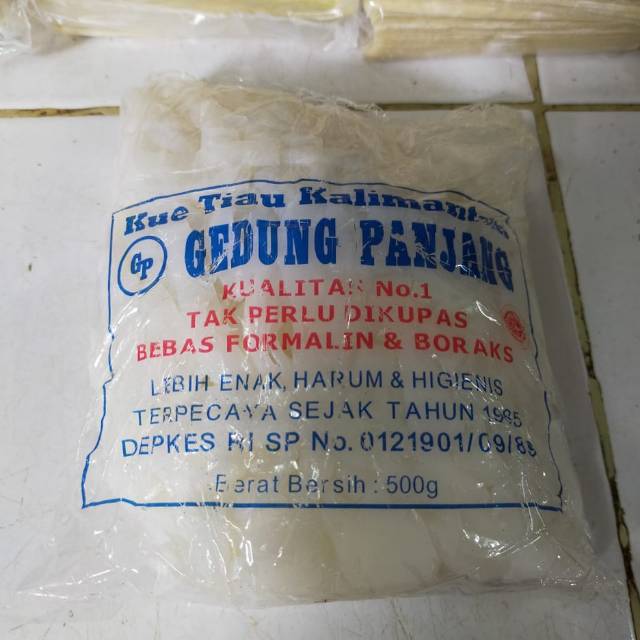 Kue Tiau Kalimantan
GP
GEDUNG PANJANG
KUALITAS No.1
TAK PERLU DIKUPAS
BEBAS FORMALIN & BORAKS
LEBIH ENAK, HARUM & HIGIENIS
TERPECAYA SEJAK TAHUN 1985
DEPKES RI SP No. 0121901/09/89
Berat Bersih : 500g